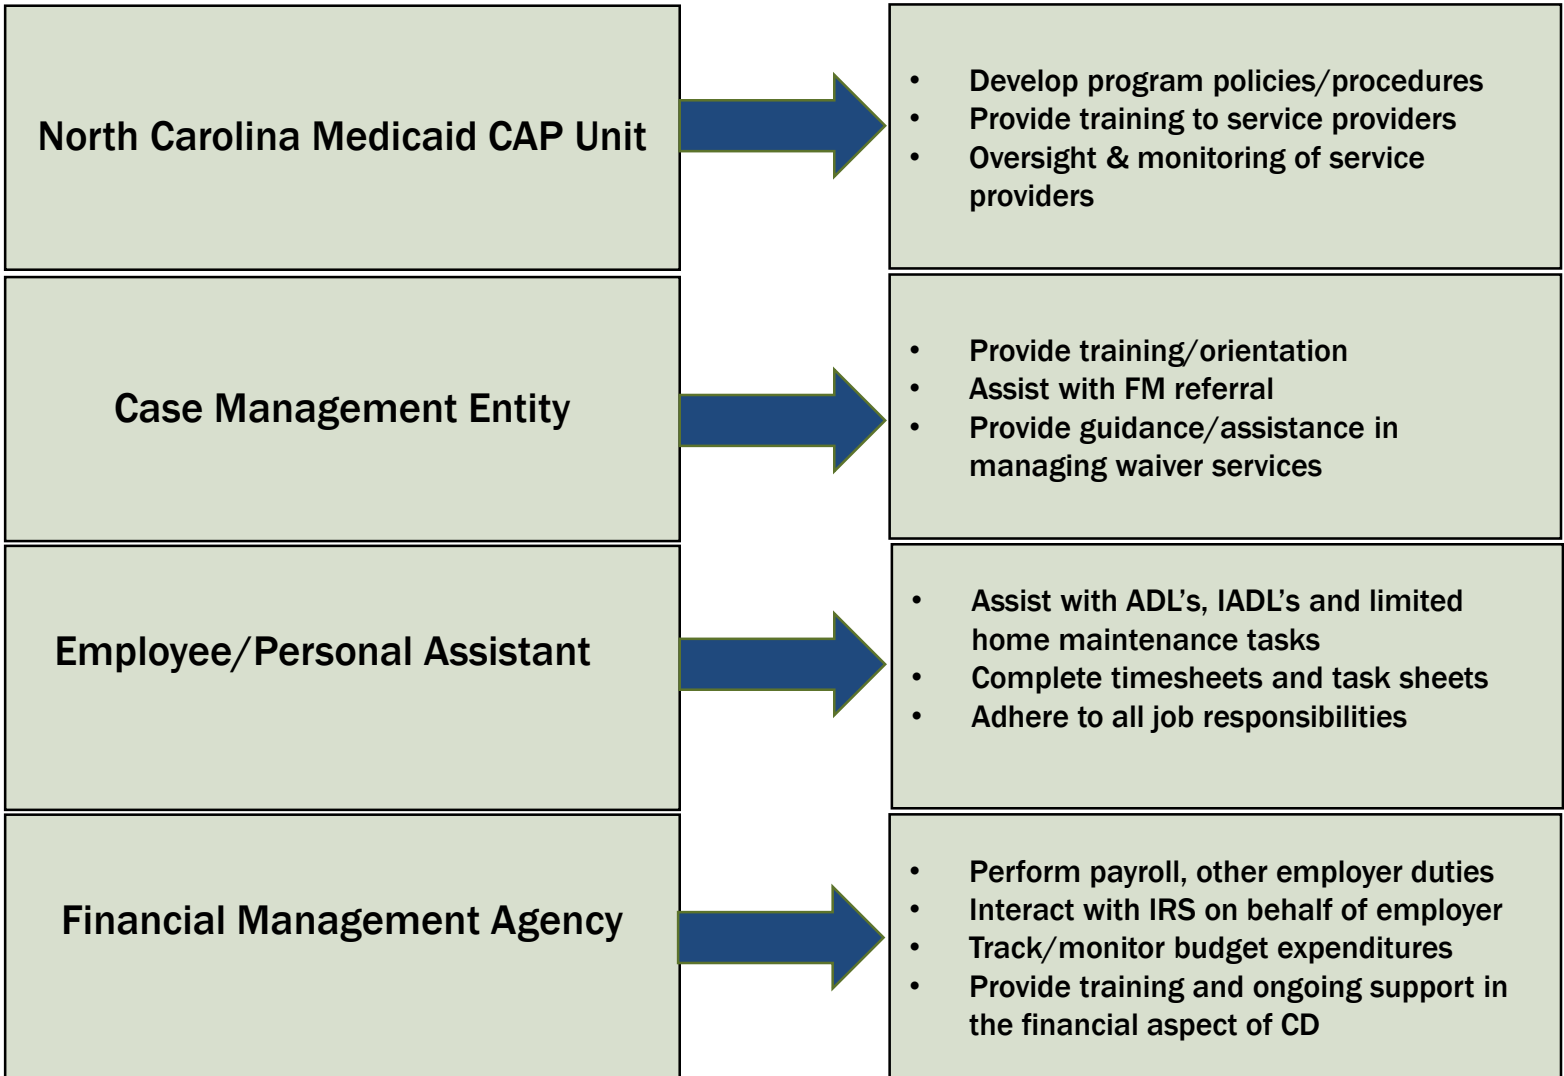 North Carolina Medicaid CAP Unit
• Develop program policies/procedures
• Provide training to service providers
• Oversight & monitoring of service
providers
Case Management Entity
• Provide training/orientation
• Assist with FM referral
• Provide guidance/assistance in
managing waiver services
Employee/Personal Assistant
• Assist with ADL’s, IADL’s and limited
home maintenance tasks
• Complete timesheets and task sheets
• Adhere to all job responsibilities
Financial Management Agency
• Perform payroll, other employer duties
• Interact with IRS on behalf of employer
• Track/monitor budget expenditures
• Provide training and ongoing support in
the financial aspect of CD